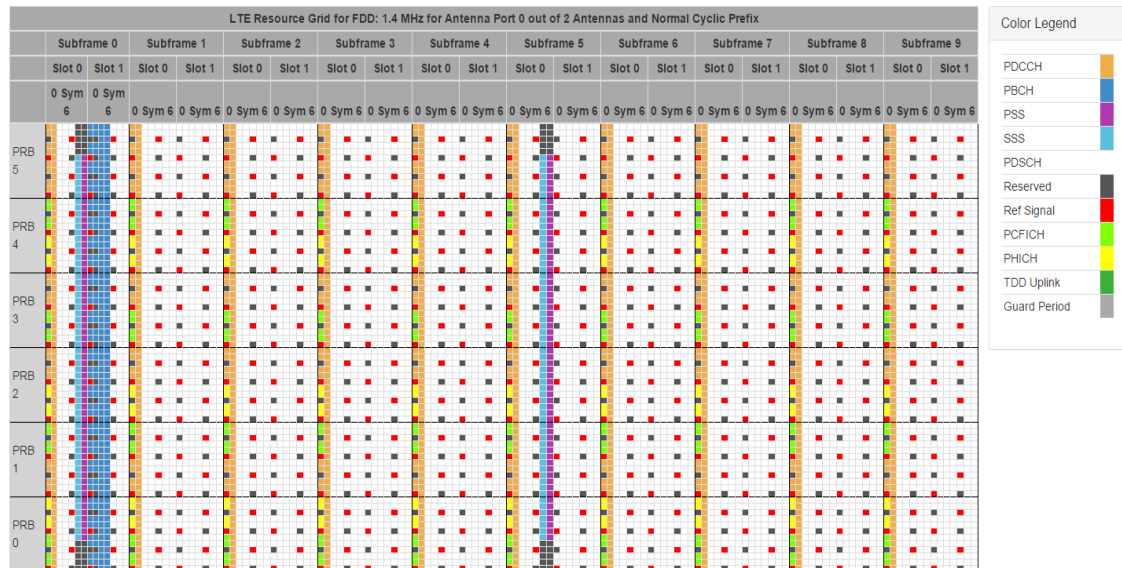 LTE Resource Grid for FDD: 1.4 MHz for Antenna Port 0 out of 2 Antennas and Normal Cyclic Prefix
Subframe 0 Subframe 1 Subframe 2 Subframe 3 Subframe 4 Subframe 5 Subframe 6 Subframe 7 Subframe 8 Subframe 9
Slot 0 Slot 1 Slot 0 Slot 1 Slot 0 Slot 1 Slot 0 Slot 1 Slot 0 Slot 1 Slot 0 Slot 1 Slot 0 Slot 1 Slot 0 Slot 1 Slot 0 Slot 1 Slot 0 Slot 1
0 Sym 0 Sym
6 6 0 Sym 6 0 Sym 6 0 Sym 6 0 Sym 6 0 Sym 6 0 Sym 6 0 Sym 6 0 Sym 6 0 Sym 6 0 Sym 6 0 Sym 6 0 Sym 6 0 Sym 6 0 Sym 6 0 Sym 6 0 Sym 6 0 Sym 6 0 Sym 6
PRB
5
PRB
4
PRB
3
PRB
2
PRB
1
PRB
0
Color Legend
PDCCH
PBCH
PSS
SSS
PDSCH
Reserved
Ref Signal
PCFICH
PHICH
TDD Uplink
Guard Period